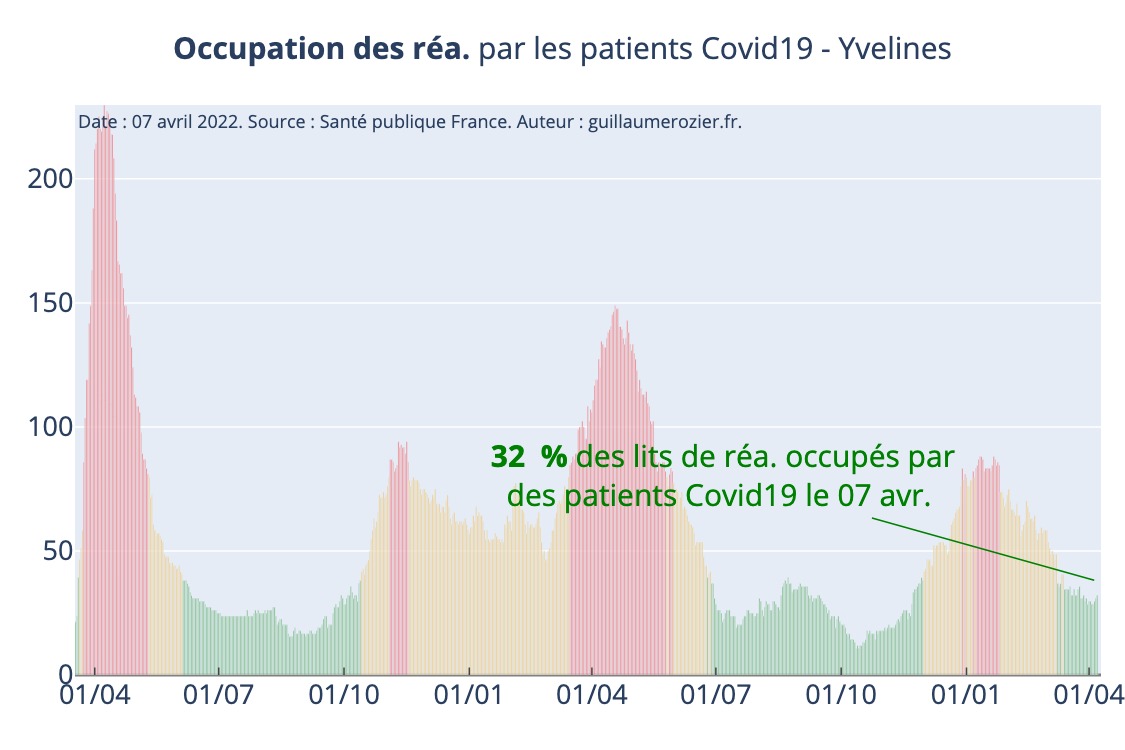 Occupation des réa. par les patients Covid19 - Yvelines
Date : 07 avril 2022. Source : Santé publique France. Auteur : guillaumerozier.fr.
200
150
100
50
0
32  % des lits de réa. occupés par
des patients Covid19 le 07 avr.
01/04 01/07 01/10 01/01 01/04 01/07 01/10 01/01 01/04